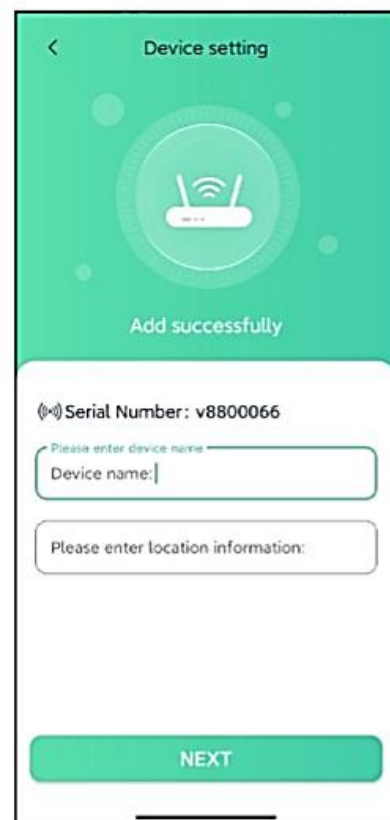 Device setting
Add successfully
Serial Number: v8800066
Please enter device name
Device name:
Please enter location information:
NEXT